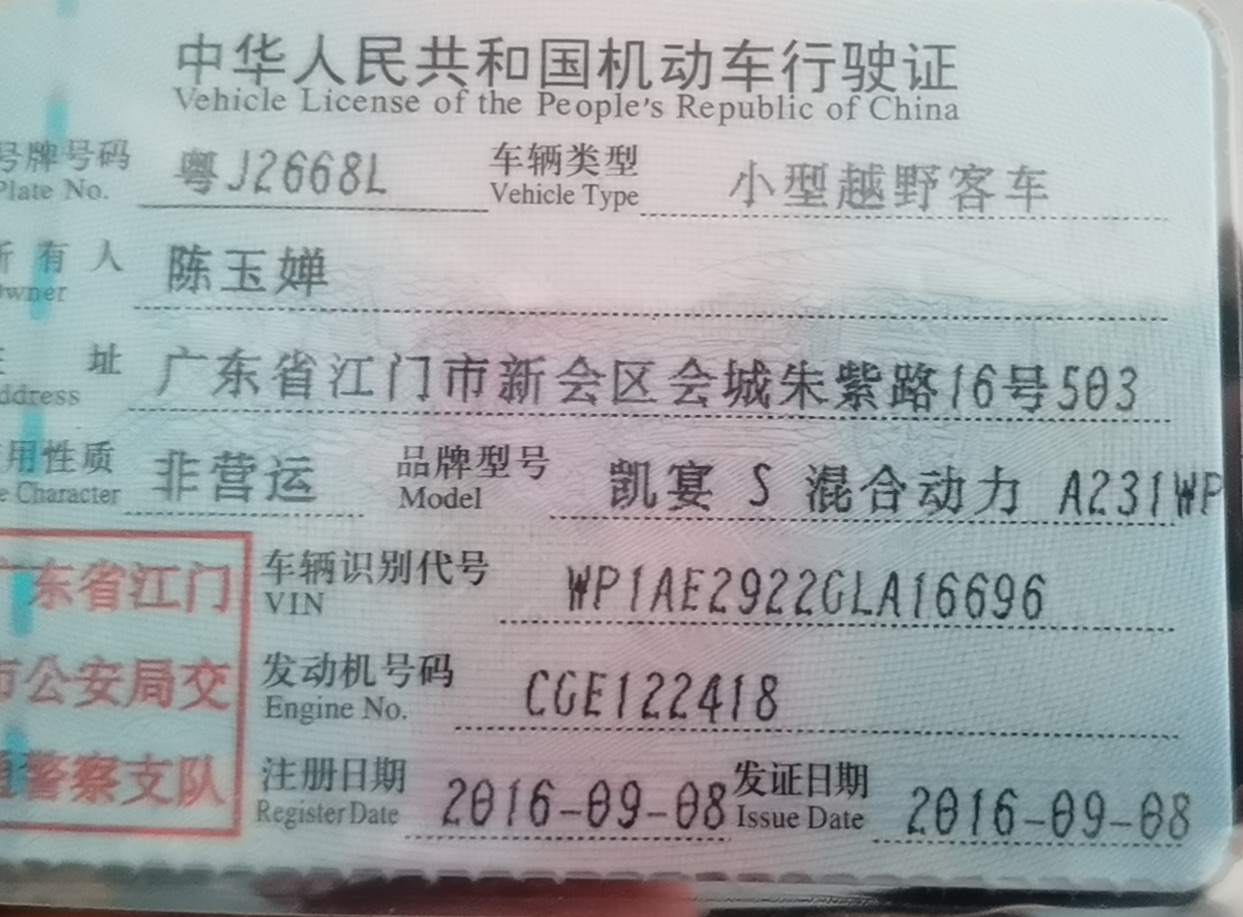 中华人民共和国机动车行驶证
Vehicle License of the People's Republic of China
号牌号码 粤J2668L 车辆类型 小型越野客车
Plate No. Vehicle Type
所有人 陈玉婵
Owner
址 广东省江门市新会区会城朱紫路16号503
Address
用性质 非营运 品牌型号 凯宴 S 混合动力 A231WP
e Character Model
广东省江门 车辆识别代号 WP1AE2922GLA16696
VIN
市公安局交 发动机号码 CGE122418
Engine No.
通警察支队 注册日期 2016-09-08 发证日期 2016-09-08
Register Date Issue Date